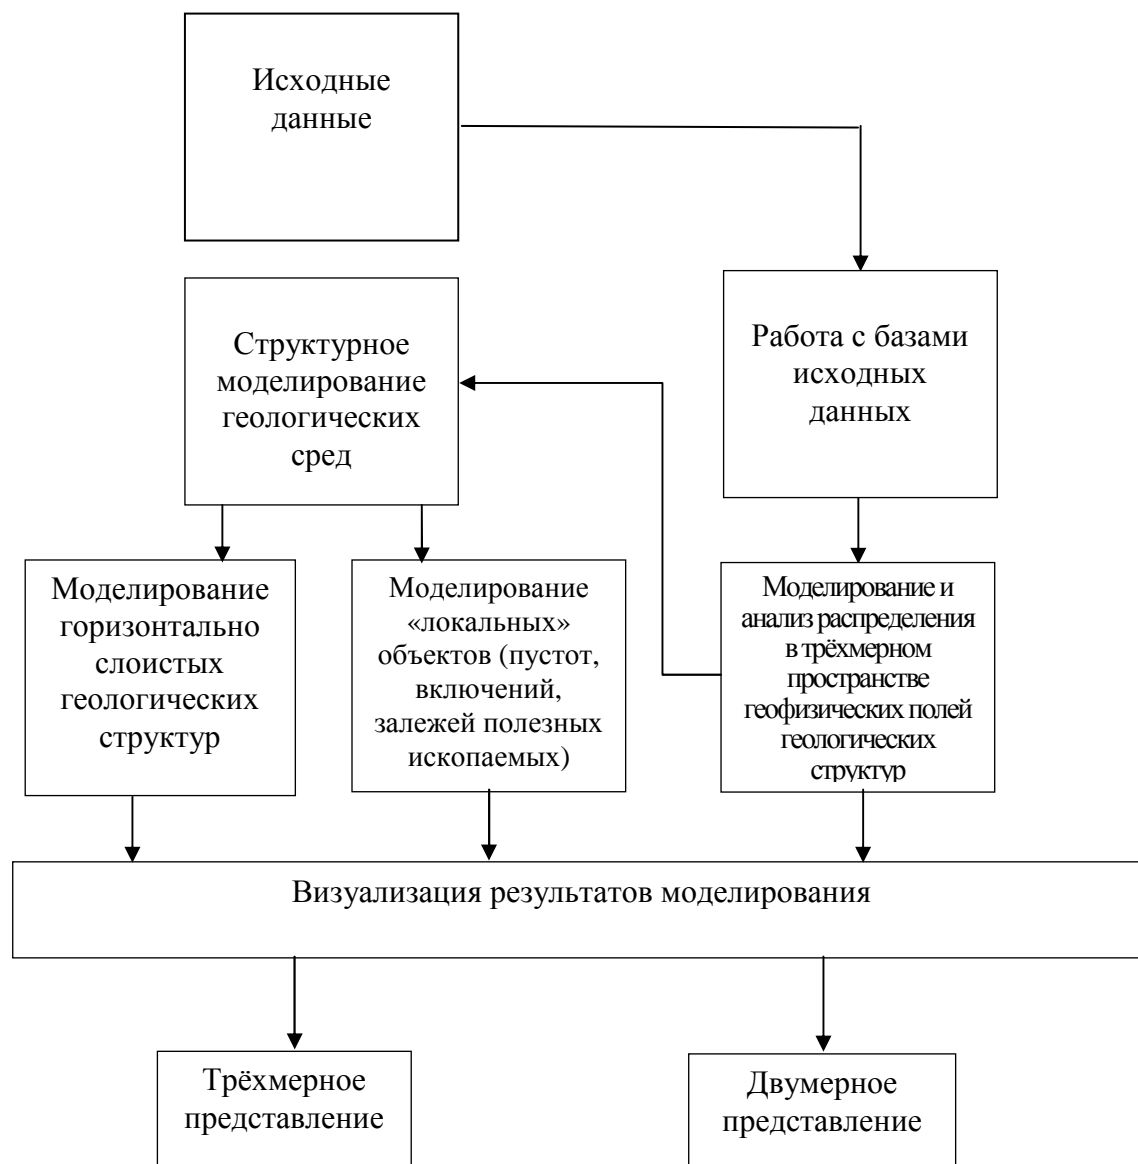 Исходные
данные
Работа с базами
исходных
данных
Структурное
моделирование
геологических
сред
Моделирование
горизонтально
слоистых
геологических
структур
Моделирование
«локальных»
объектов (пустот,
включений,
залежей полезных
ископаемых)
Моделирование и
анализ распределения
в трёхмерном
пространстве
геофизических полей
геологических
структур
Визуализация результатов моделирования
Трёхмерное
представление
Двумерное
представление